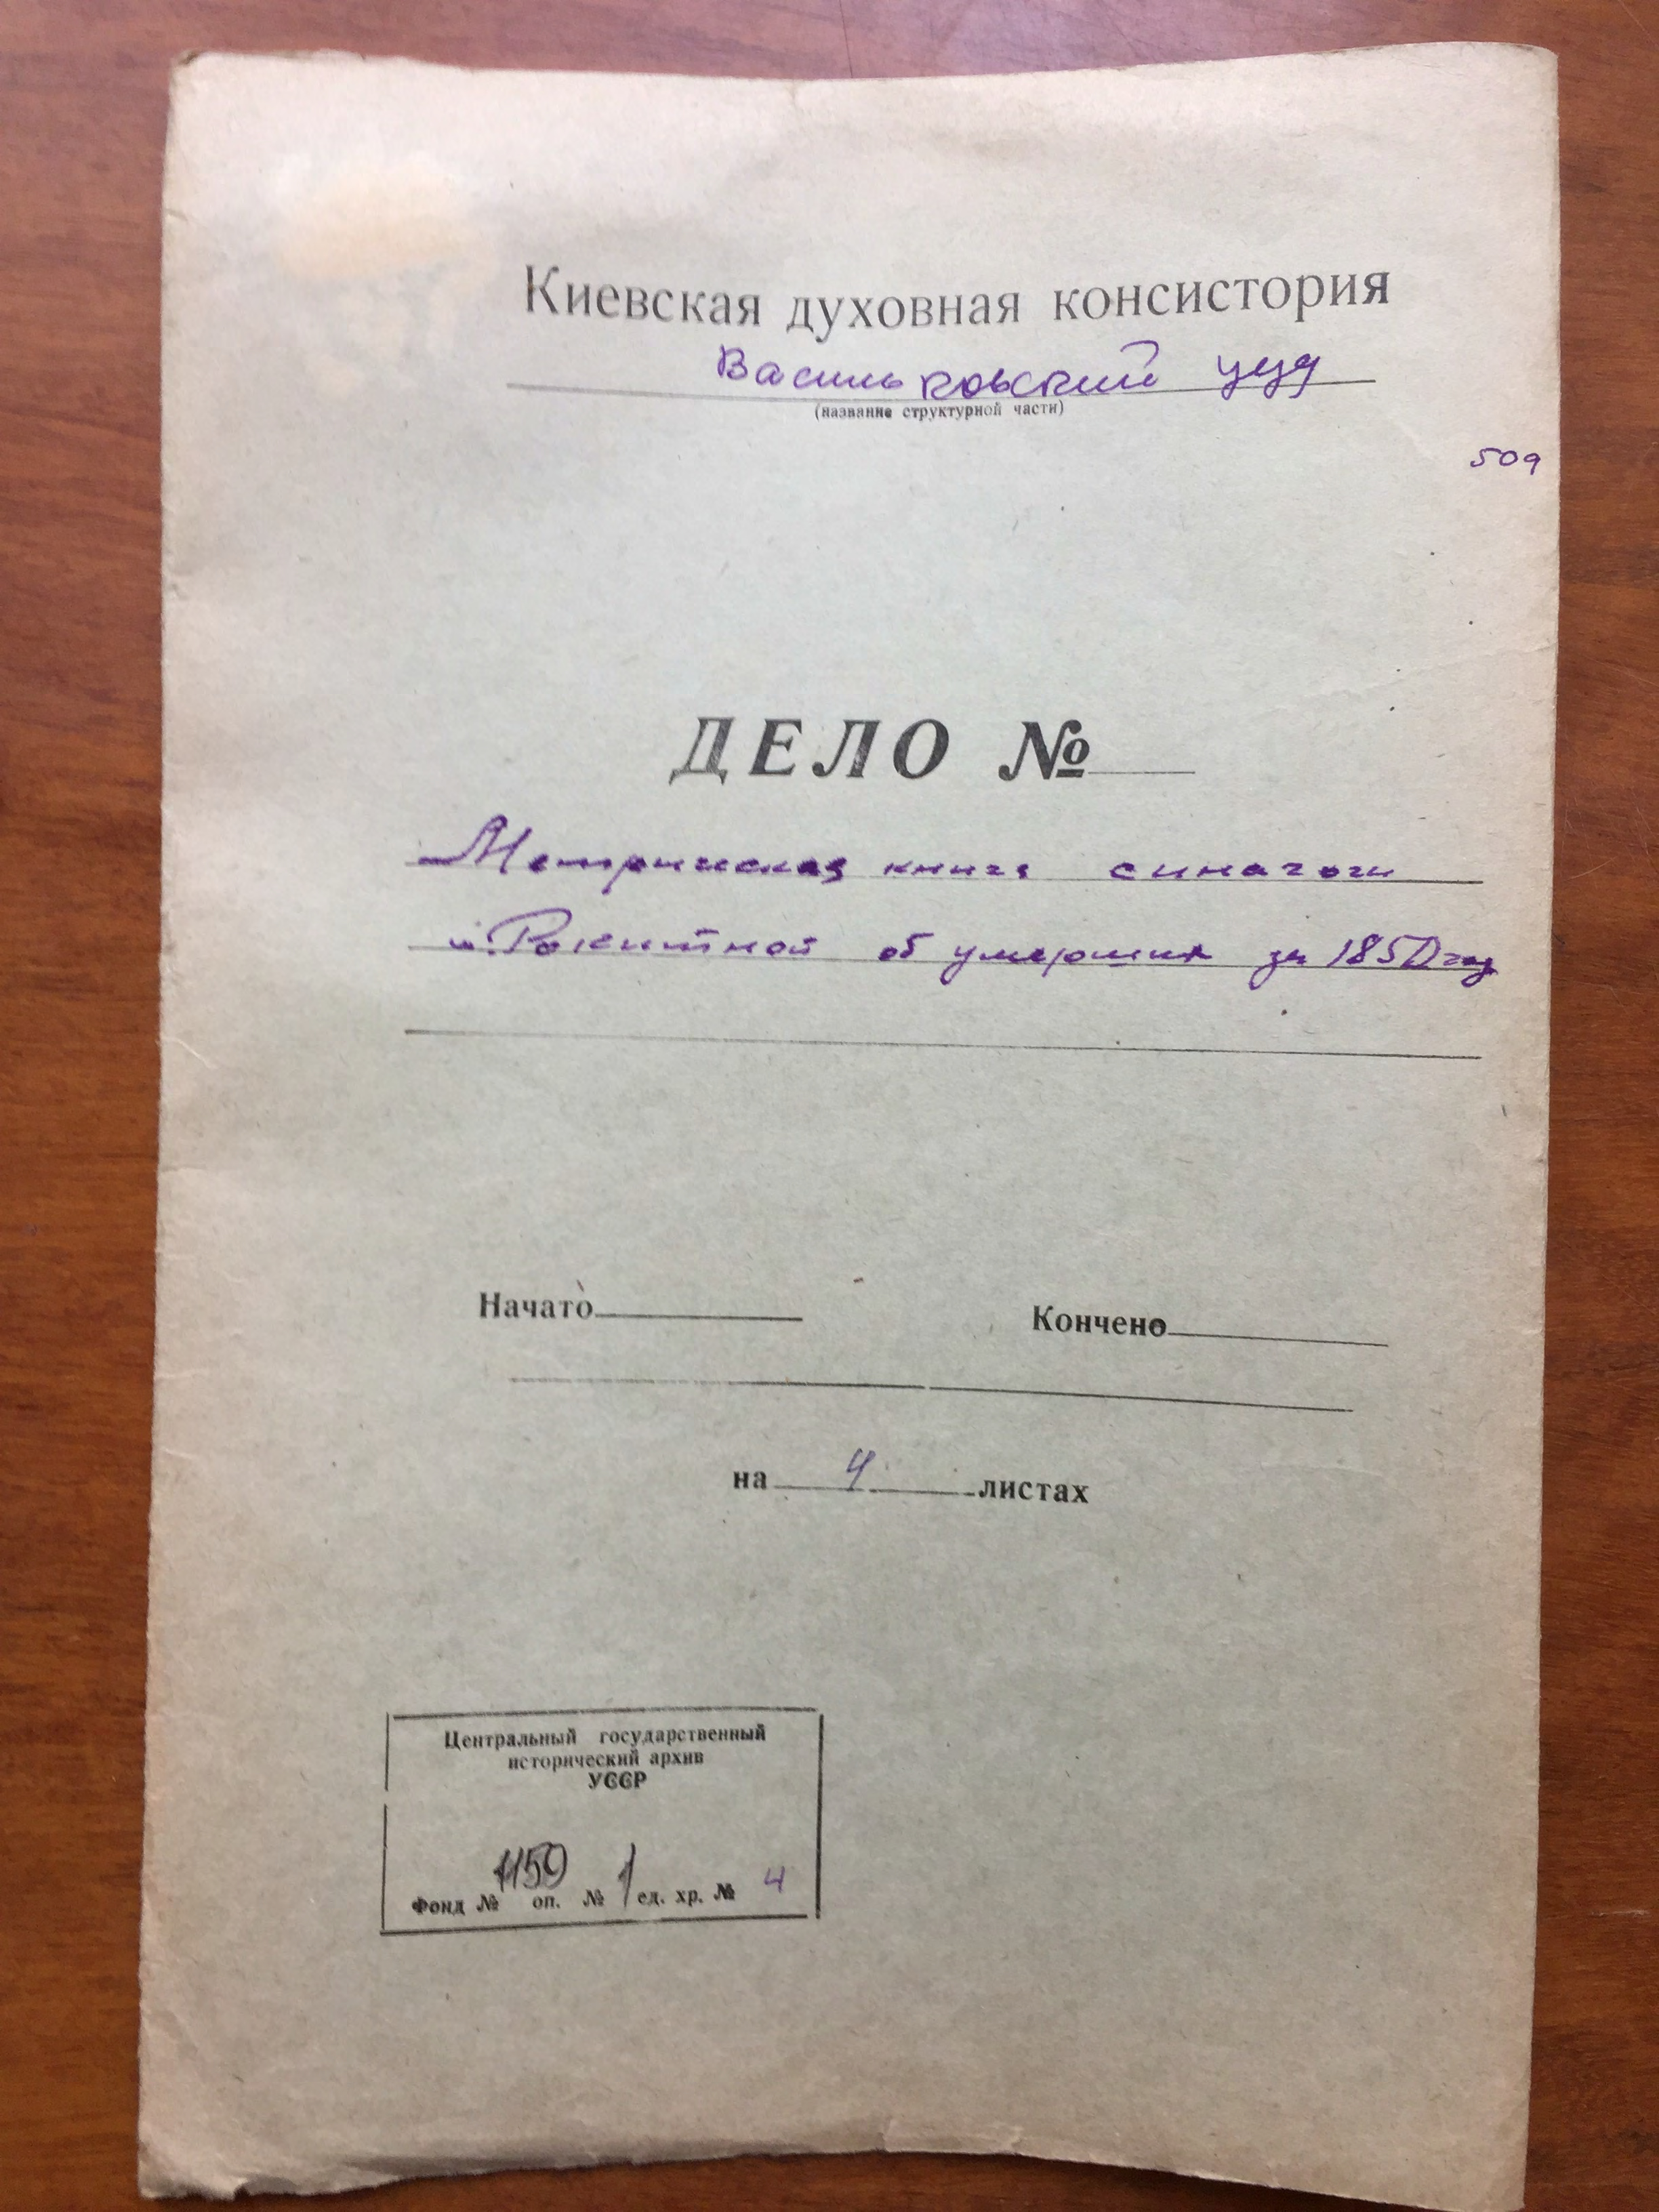 Киевская духовная консистория
Васильковский уезд
(название структурной части)
509
ДЕЛО №
Метрическая книга синагоги
м. Рокитной об умерших за 1850 год
Начато
Кончено
на 4 листах
Центральный государственный
исторический архив
УССР
Фонд № 1159 оп. № 1 ед. хр. № 4